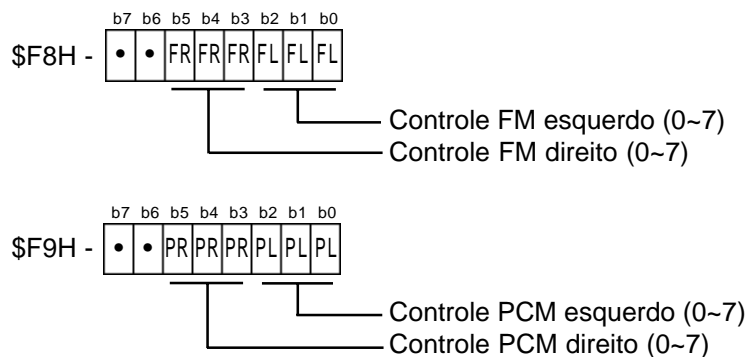 b7 b6 b5 b4 b3 b2 b1 b0
$F8H - • • FR FR FR FL FL FL
Controle FM esquerdo (0~7)
Controle FM direito (0~7)
b7 b6 b5 b4 b3 b2 b1 b0
$F9H - • • PR PR PR PL PL PL
Controle PCM esquerdo (0~7)
Controle PCM direito (0~7)